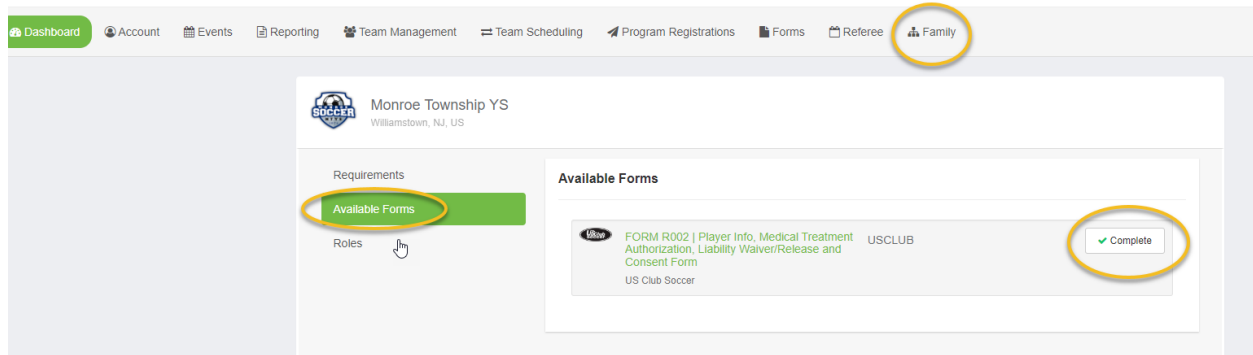 Dashboard Account Events Reporting Team Management Team Scheduling Program Registrations Forms Referee Family
SOCCER
Monroe Township YS
Williamstown, NJ, US
Requirements
Available Forms
Roles
Available Forms
FORM R002 | Player Info, Medical Treatment
Authorization, Liability Waiver/Release and
Consent Form
US Club Soccer
USCLUB
Complete